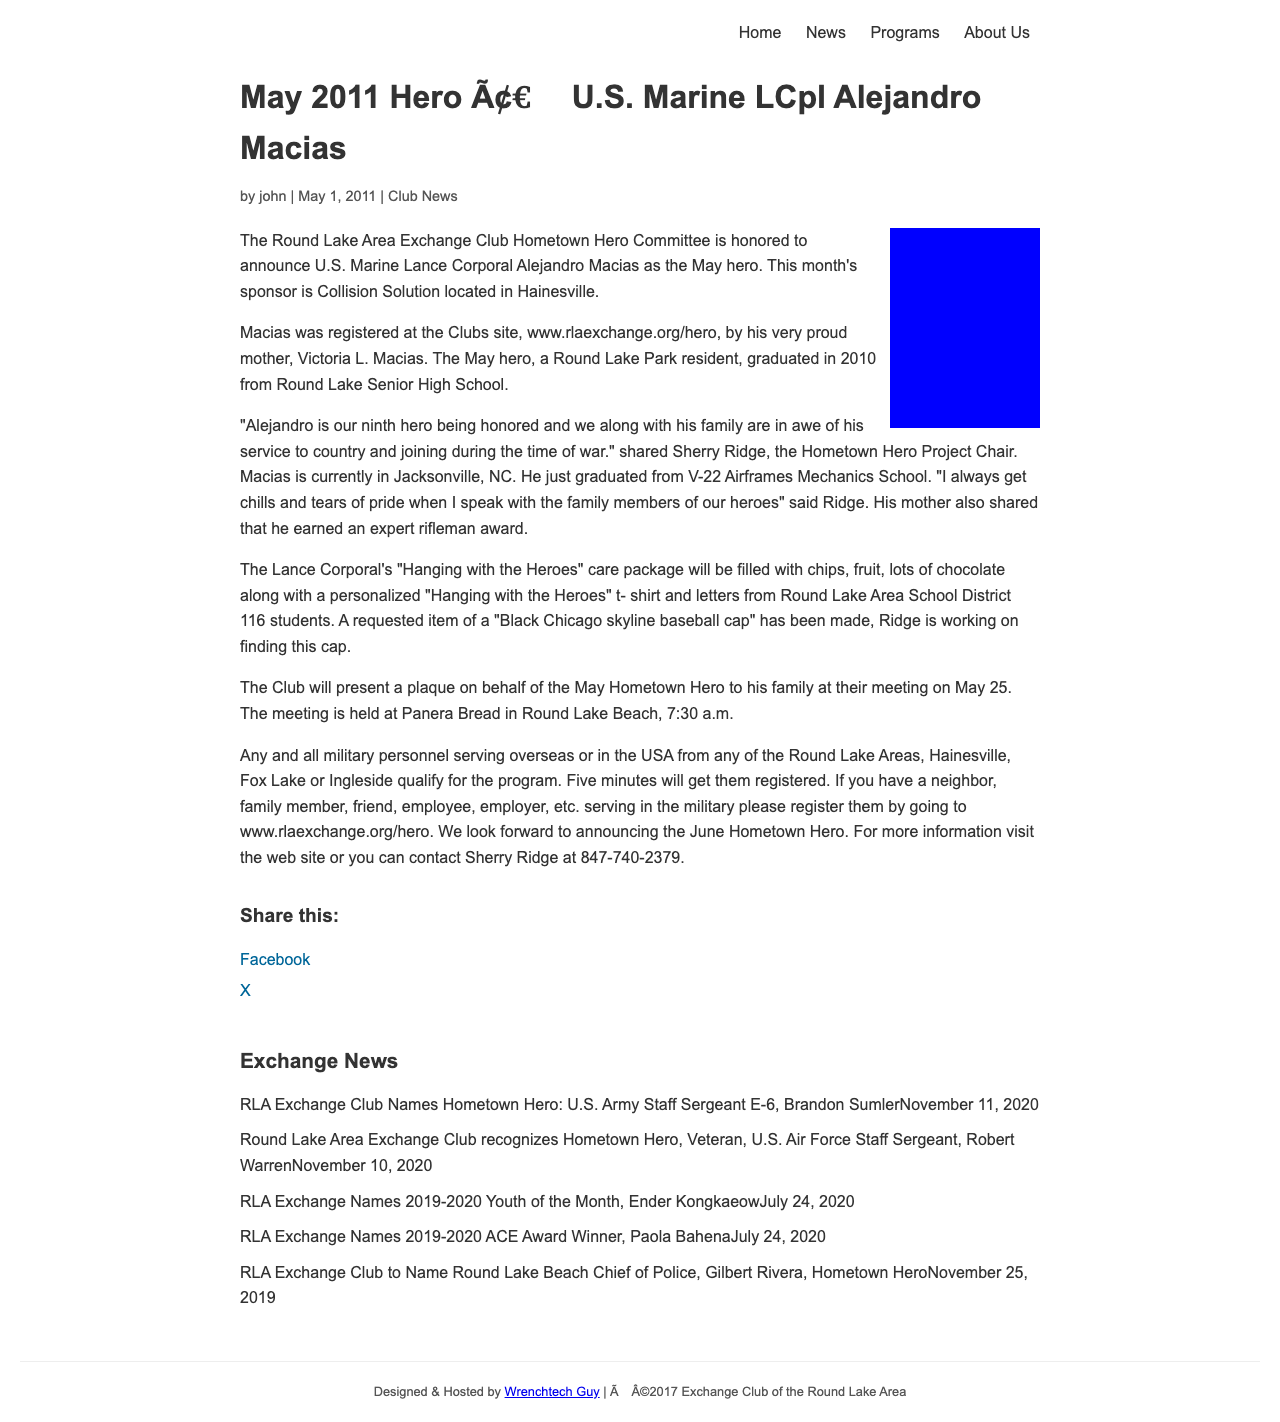 Home News Programs About Us
May 2011 Hero Ã¢€ U.S. Marine LCpl Alejandro
Macias
by john | May 1, 2011 | Club News
The Round Lake Area Exchange Club Hometown Hero Committee is honored to
announce U.S. Marine Lance Corporal Alejandro Macias as the May hero. This month's
sponsor is Collision Solution located in Hainesville.
Macias was registered at the Clubs site, www.rlaexchange.org/hero, by his very proud
mother, Victoria L. Macias. The May hero, a Round Lake Park resident, graduated in 2010
from Round Lake Senior High School.
"Alejandro is our ninth hero being honored and we along with his family are in awe of his
service to country and joining during the time of war." shared Sherry Ridge, the Hometown Hero Project Chair.
Macias is currently in Jacksonville, NC. He just graduated from V-22 Airframes Mechanics School. "I always get
chills and tears of pride when I speak with the family members of our heroes" said Ridge. His mother also shared
that he earned an expert rifleman award.
The Lance Corporal's "Hanging with the Heroes" care package will be filled with chips, fruit, lots of chocolate
along with a personalized "Hanging with the Heroes" t- shirt and letters from Round Lake Area School District
116 students. A requested item of a "Black Chicago skyline baseball cap" has been made, Ridge is working on
finding this cap.
The Club will present a plaque on behalf of the May Hometown Hero to his family at their meeting on May 25.
The meeting is held at Panera Bread in Round Lake Beach, 7:30 a.m.
Any and all military personnel serving overseas or in the USA from any of the Round Lake Areas, Hainesville,
Fox Lake or Ingleside qualify for the program. Five minutes will get them registered. If you have a neighbor,
family member, friend, employee, employer, etc. serving in the military please register them by going to
www.rlaexchange.org/hero. We look forward to announcing the June Hometown Hero. For more information visit
the web site or you can contact Sherry Ridge at 847-740-2379.
Share this:
Facebook
X
Exchange News
RLA Exchange Club Names Hometown Hero: U.S. Army Staff Sergeant E-6, Brandon SumlerNovember 11, 2020
Round Lake Area Exchange Club recognizes Hometown Hero, Veteran, U.S. Air Force Staff Sergeant, Robert
WarrenNovember 10, 2020
RLA Exchange Names 2019-2020 Youth of the Month, Ender KongkaeowJuly 24, 2020
RLA Exchange Names 2019-2020 ACE Award Winner, Paola BahenaJuly 24, 2020
RLA Exchange Club to Name Round Lake Beach Chief of Police, Gilbert Rivera, Hometown HeroNovember 25,
2019
Designed & Hosted by Wrenchtech Guy | Ã Â©2017 Exchange Club of the Round Lake Area